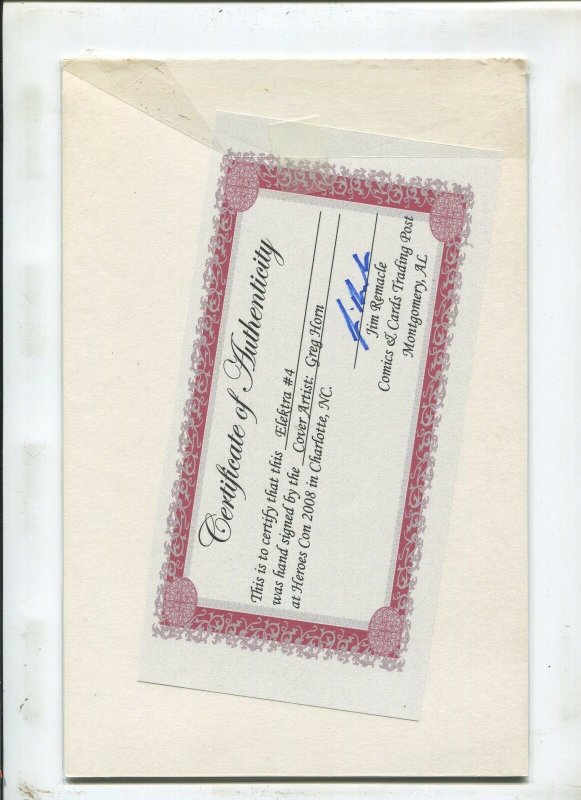 Certificate of Authenticity
This is to certify that this Elektra #4
was hand signed by the Cover Artist: Greg Horn
at Heroes Con 2008 in Charlotte, NC.
Jim Remacle
Comics & Cards Trading Post
Montgomery, AL